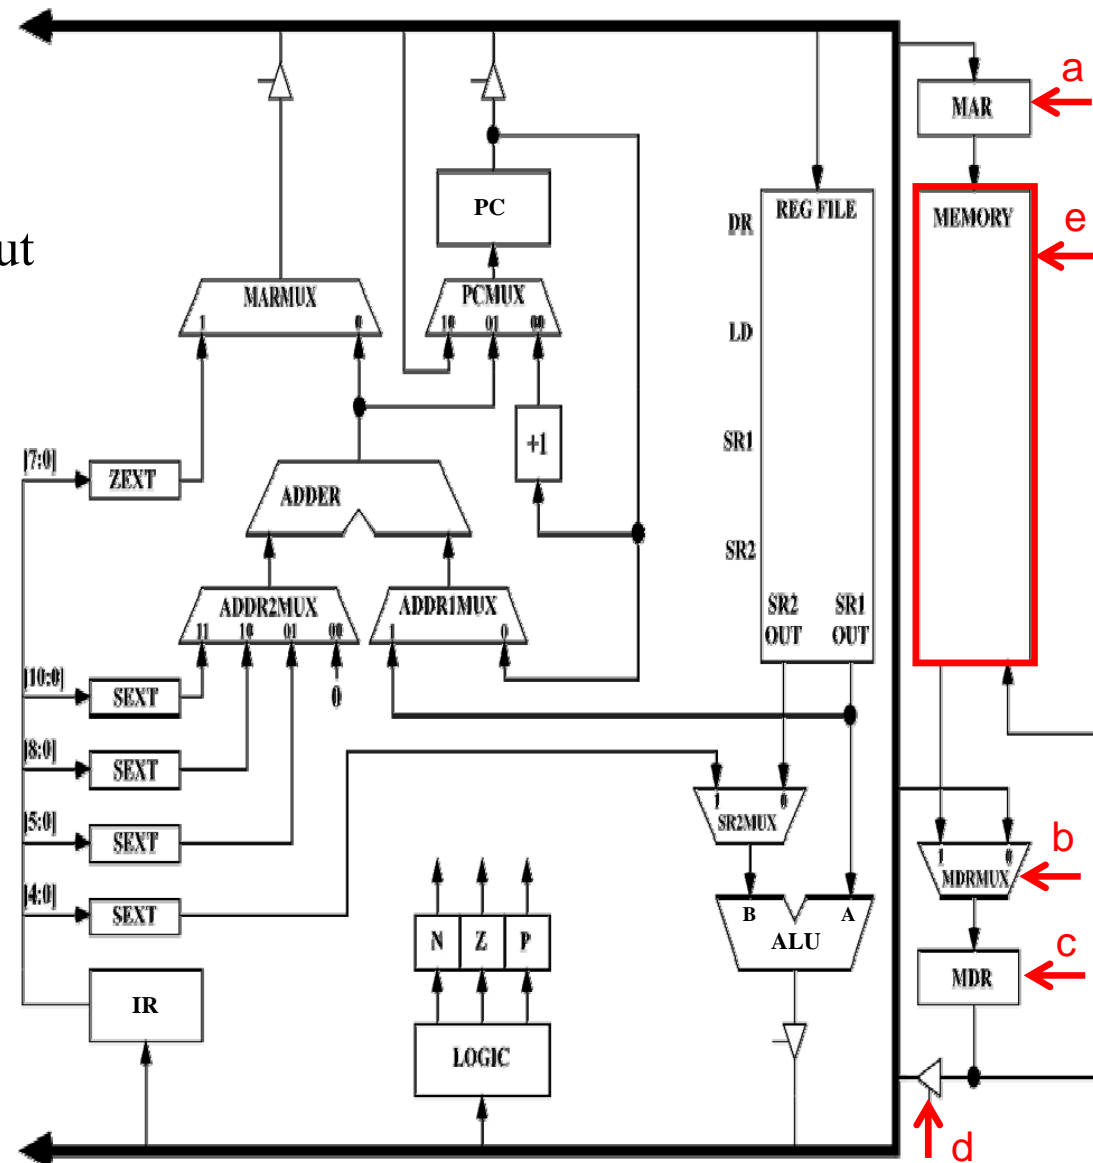 a
MAR
PC
REG FILE
MEMORY
DR
e
ut
MARMUX
1 0
PCMUX
10 01 00
LD
+1
SR1
[7:0]
ZEXT
ADDER
SR2
ADDR2MUX
11 10 01 00
ADDR1MUX
1 0
SR2
OUT
SR1
OUT
[10:0]
SEXT
0
[8:0]
SEXT
1 0
SR2MUX
[5:0]
SEXT
b
1 0
MDRMUX
[4:0]
SEXT
B A
ALU
N Z P
c
MDR
IR
LOGIC
d